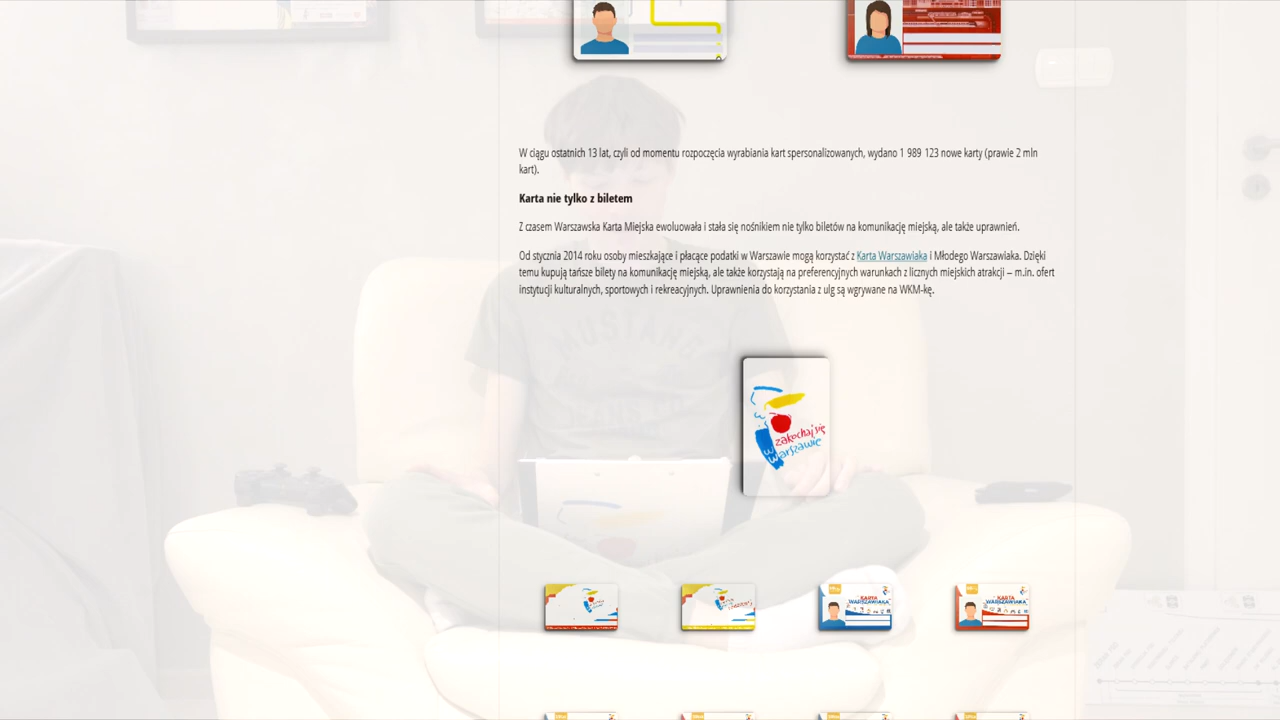 W ciągu ostatnich 13 lat, czyli od momentu rozpoczęcia wyrabiania kart spersonalizowanych, wydano 1 989 123 nowe karty (prawie 2 mln
kart).
Karta nie tylko z biletem
Z czasem Warszawska Karta Miejska ewoluowała i stała się nośnikiem nie tylko biletów na komunikację miejską, ale także uprawnień.
Od stycznia 2014 roku osoby mieszkające i płacące podatki w Warszawie mogą korzystać z Karta Warszawiaka i Młodego Warszawiaka. Dzięki
temu kupują tańsze bilety na komunikację miejską, ale także korzystają na preferencyjnych warunkach z licznych miejskich atrakcji – m.in. ofert
instytucji kulturalnych, sportowych i rekreacyjnych. Uprawnienia do korzystania z ulg są wgrywane na WKM-kę.
MUSTANG
zakochaj się
w Warszawie
KARTA
WARSZAWIAKA
KARTA
WARSZAWIAKA